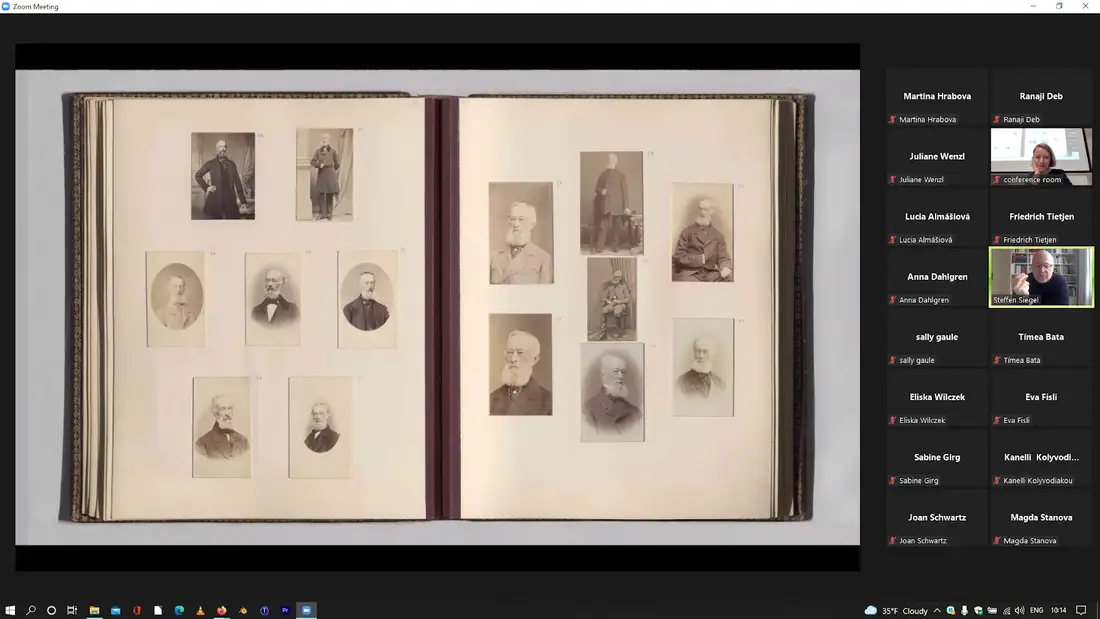 Zoom Meeting
Martina Hrabova
Martina Hrabova
Ranaji Deb
Ranaji Deb
Juliane Wenzl
Juliane Wenzl
conference room
Lucia Almášiová
Lucia Almášiová
Friedrich Tietjen
Friedrich Tietjen
Anna Dahlgren
Anna Dahlgren
Steffen Siegel
sally gaule
sally gaule
Tímea Bata
Tímea Bata
Eliska Wilczek
Eliska Wilczek
Eva Fisli
Eva Fisli
Sabine Girg
Sabine Girg
Kanelli Kolyvodi...
Kanelli Kolyvodiakou
Joan Schwartz
Joan Schwartz
Magda Stanova
Magda Stanova
35°F Cloudy
ENG
10:14